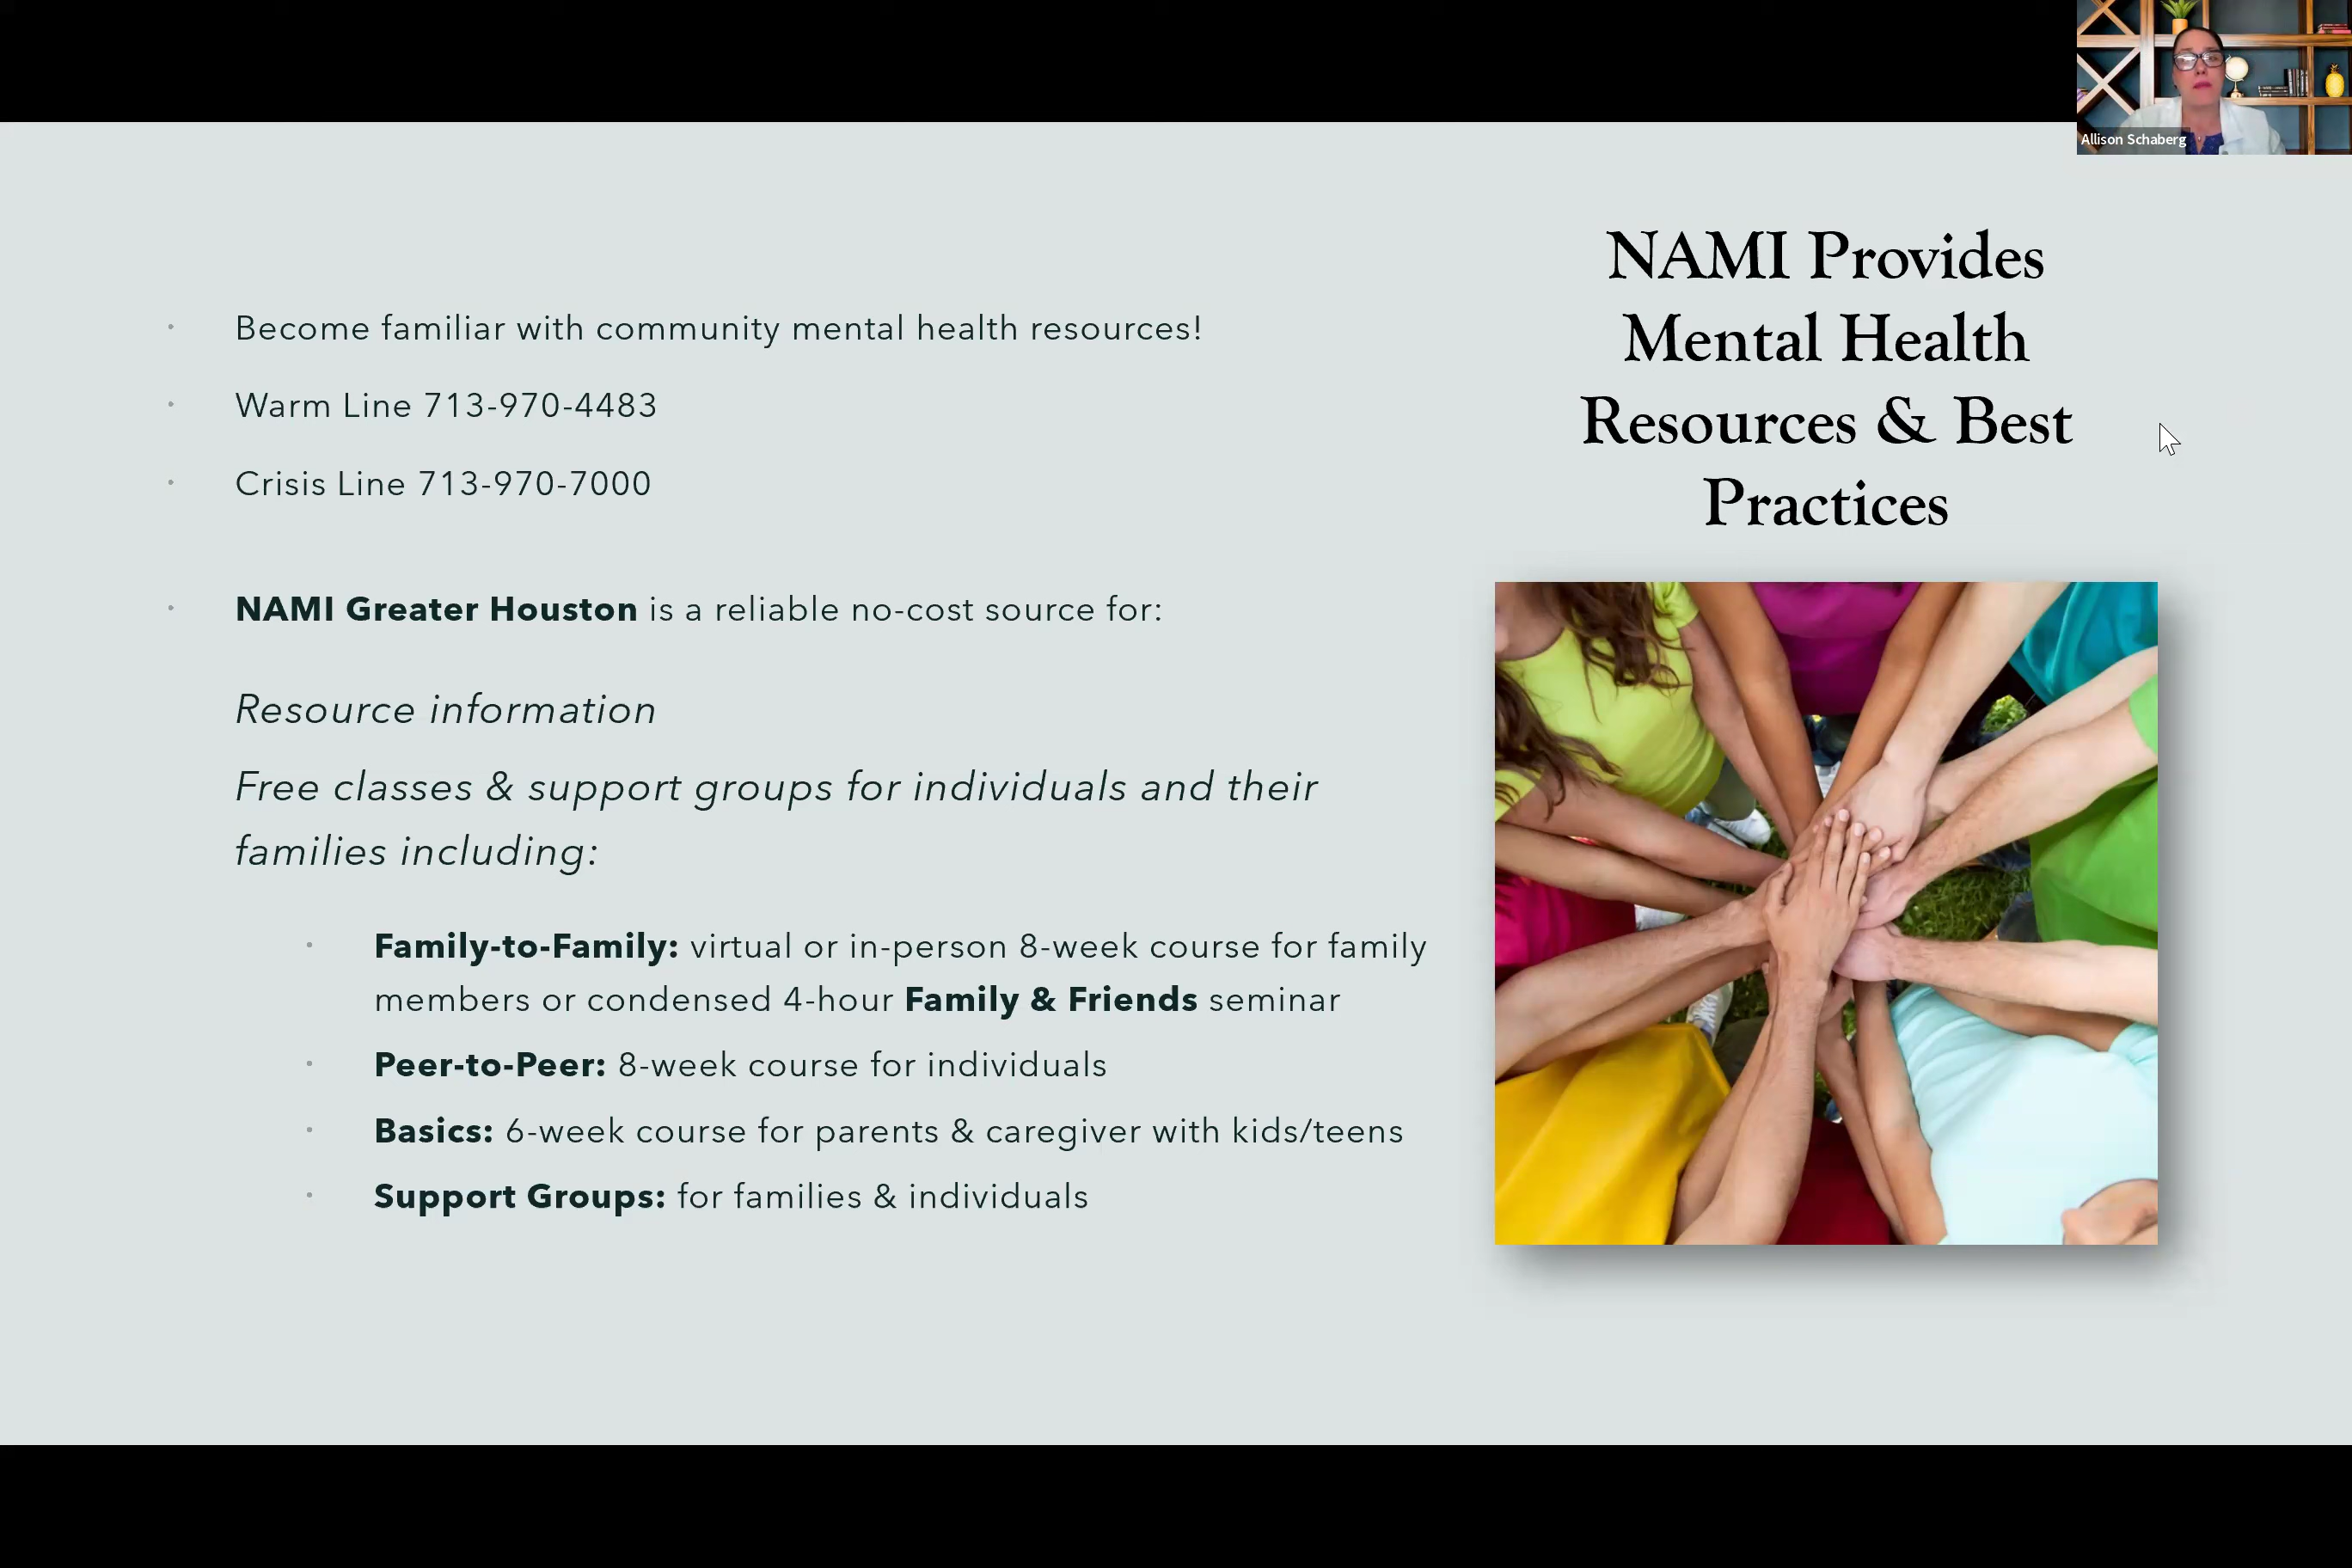 Allison Schaberg
NAMI Provides
Mental Health
Resources & Best
Practices
Become familiar with community mental health resources!
Warm Line 713-970-4483
Crisis Line 713-970-7000
NAMI Greater Houston is a reliable no-cost source for:
Resource information
Free classes & support groups for individuals and their
families including:
Family-to-Family: virtual or in-person 8-week course for family
members or condensed 4-hour Family & Friends seminar
Peer-to-Peer: 8-week course for individuals
Basics: 6-week course for parents & caregiver with kids/teens
Support Groups: for families & individuals